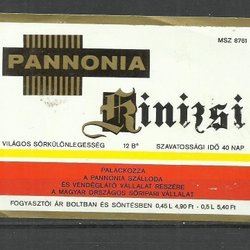 MSZ 8761
PANNONIA
Kinizsi
VILÁGOS SÖRKÜLÖNLEGESSÉG 12 B° SZAVATOSSÁGI IDŐ 40 NAP
PALACKOZZA
A PANNONIA SZÁLLODA
ÉS VENDÉGLÁTÓ VÁLLALAT RÉSZÉRE
A MAGYAR ORSZÁGOS SÖRIPARI VÁLLALAT
FOGYASZTÓI ÁR BOLTBAN ÉS SÖNTÉSBEN 0,45 L 4,90 Ft - 0,5 L 5,40 Ft